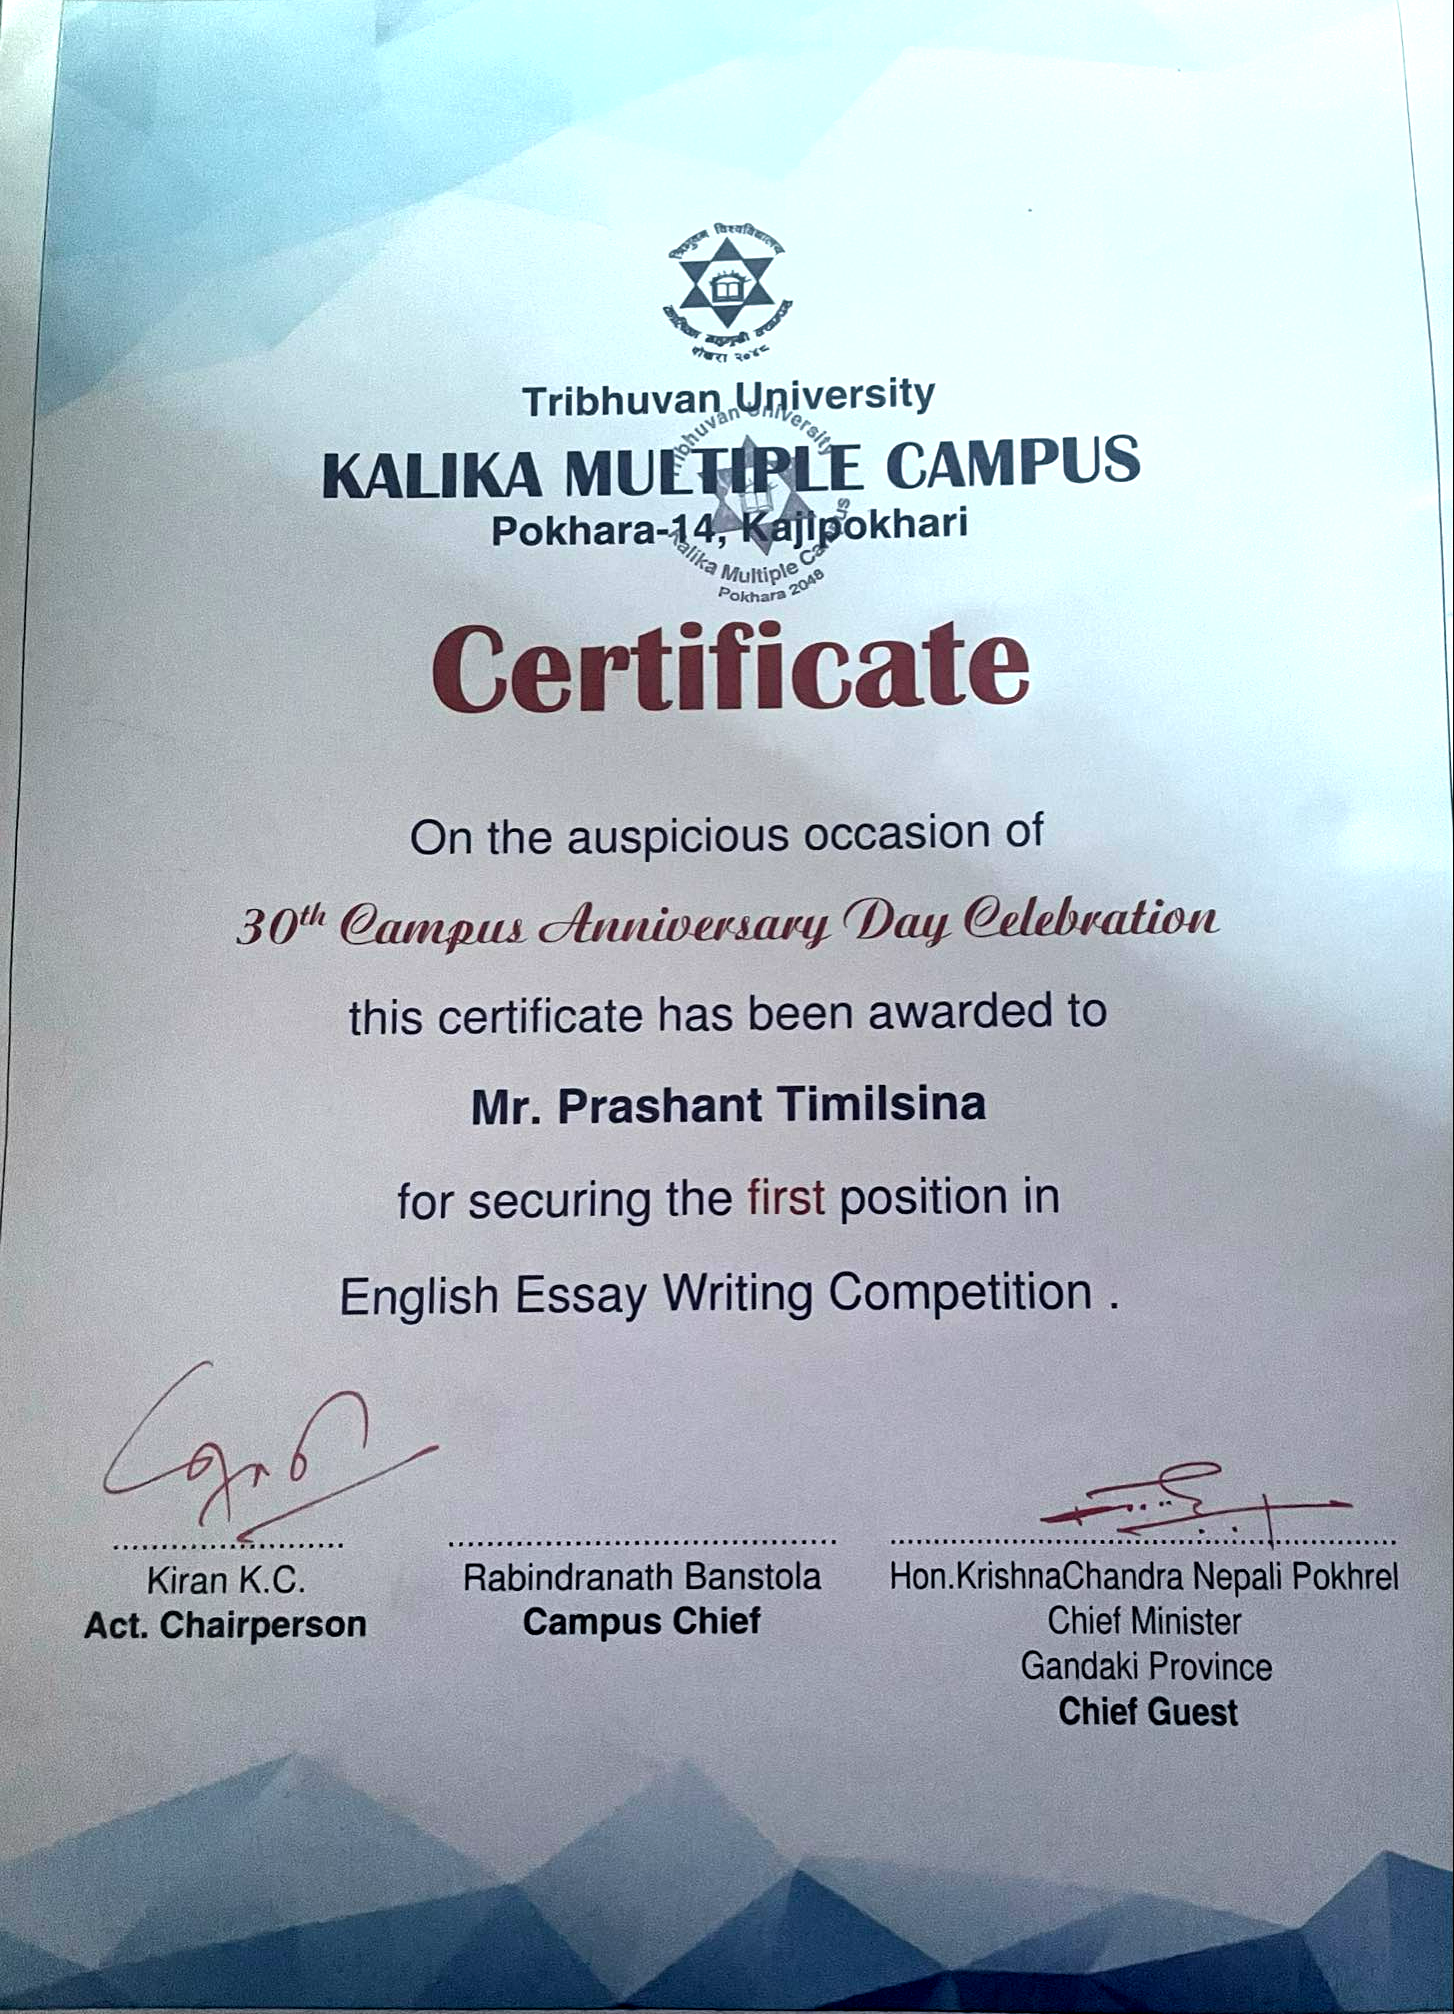 त्रिभुवन विश्वविद्यालय
कालिका बहुमुखी क्याम्पस
पोखरा २०४८
Tribhuvan University
KALIKA MULTIPLE CAMPUS
Pokhara-14, Kajipokhari
Tribhuvan University
Kalika Multiple Campus
Pokhara 2048
Certificate
On the auspicious occasion of
30th Campus Anniversary Day Celebration
this certificate has been awarded to
Mr. Prashant Timilsina
for securing the first position in
English Essay Writing Competition .
Kiran K.C.
Act. Chairperson
Rabindranath Banstola
Campus Chief
Hon.KrishnaChandra Nepali Pokhrel
Chief Minister
Gandaki Province
Chief Guest